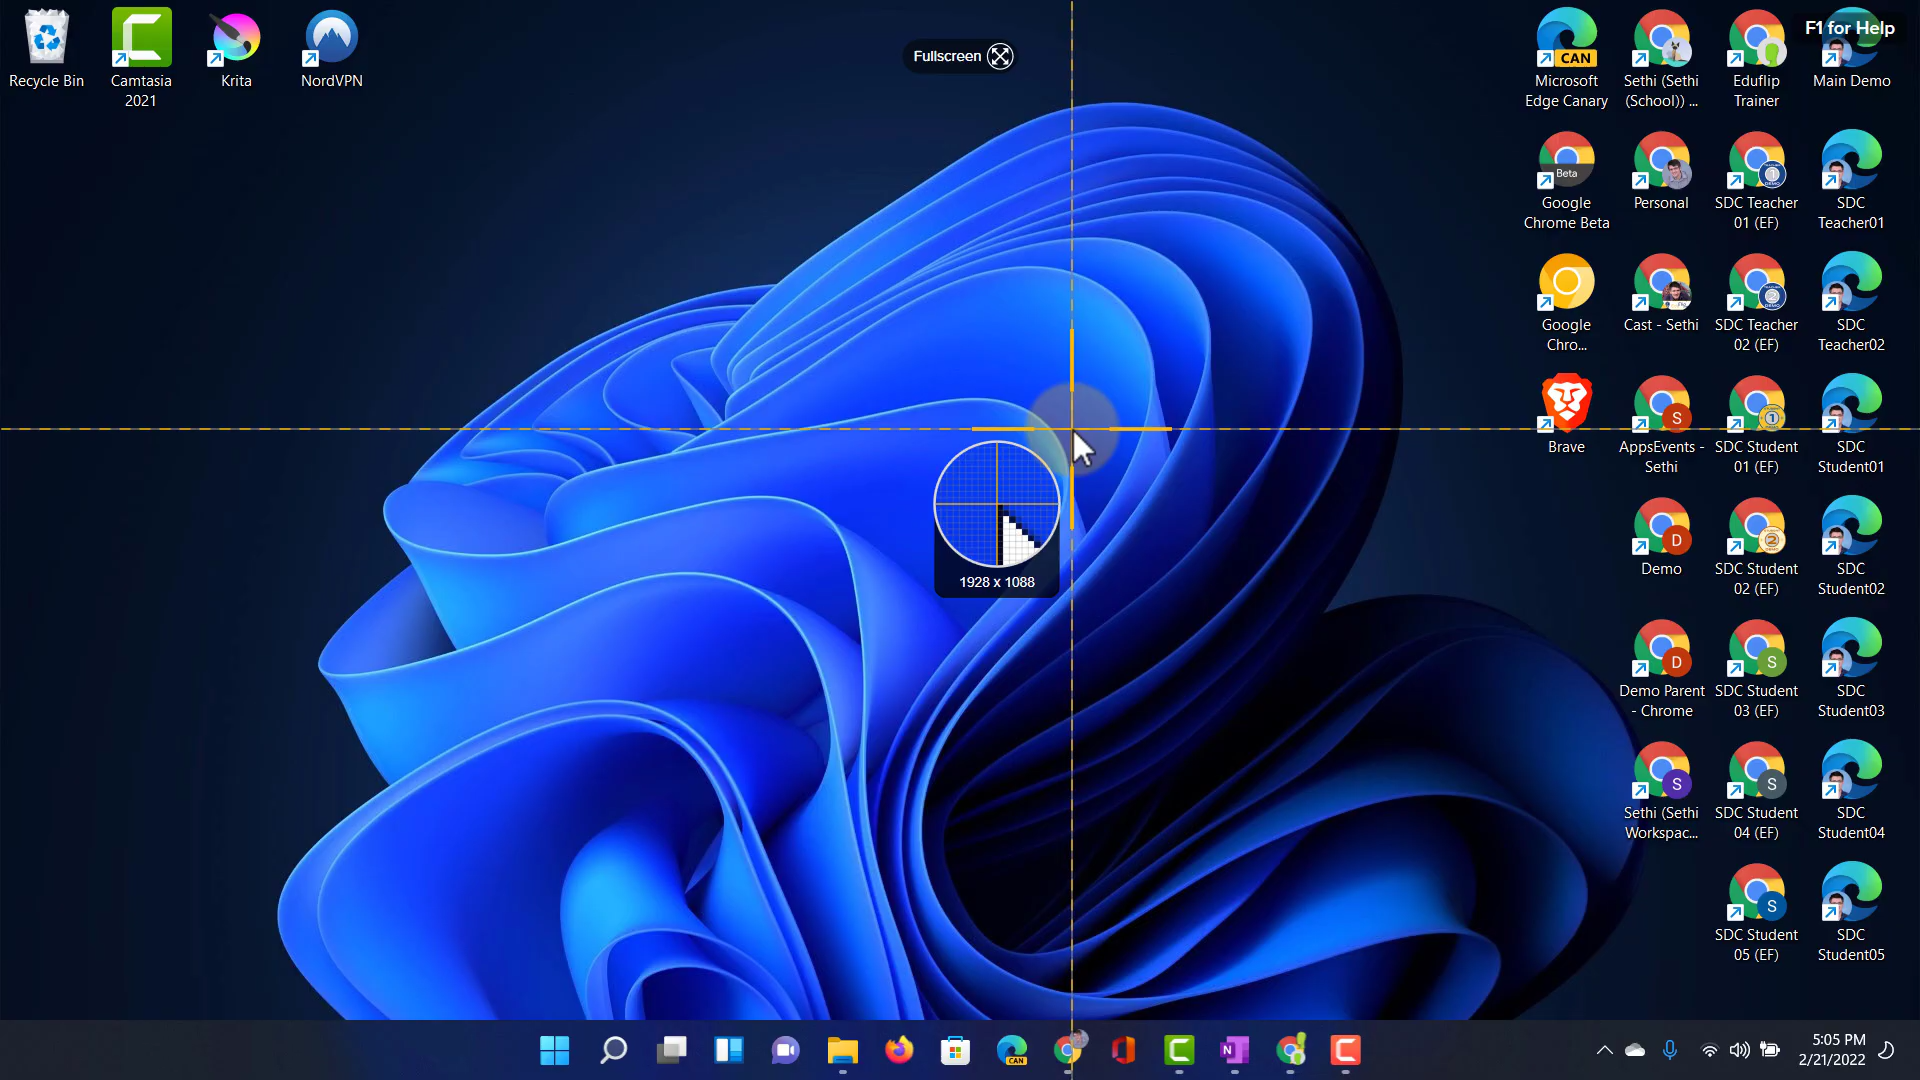 Recycle Bin
Camtasia
2021
Krita
NordVPN
Fullscreen
F1 for Help
CAN
Microsoft
Edge Canary
Sethi (Sethi
(School)) ...
Eduflip
Trainer
Main Demo
Beta
Google
Chrome Beta
Personal
SDC Teacher
01 (EF)
SDC
Teacher01
Google
Chro...
Cast - Sethi
SDC Teacher
02 (EF)
SDC
Teacher02
Brave
S
AppsEvents -
Sethi
SDC Student
01 (EF)
SDC
Student01
1928 x 1088
D
Demo
SDC Student
02 (EF)
SDC
Student02
D
Demo Parent
- Chrome
S
SDC Student
03 (EF)
SDC
Student03
S
Sethi (Sethi
Workspac...
S
SDC Student
04 (EF)
SDC
Student04
S
SDC Student
05 (EF)
SDC
Student05
CAN
N
5:05 PM
2/21/2022